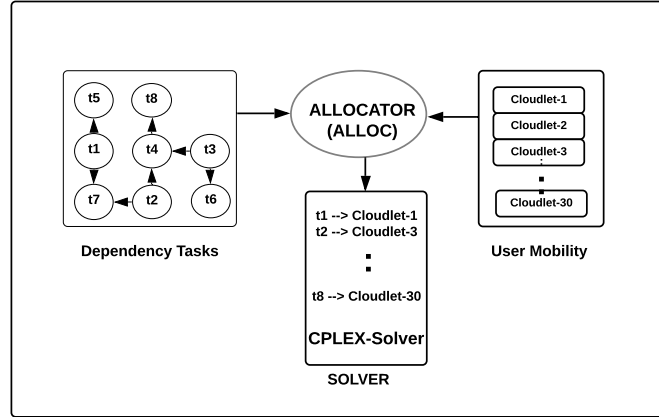 t5
t8
t1
t4
t3
t7
t2
t6
Dependency Tasks
ALLOCATOR
(ALLOC)
Cloudlet-1
Cloudlet-2
Cloudlet-3
Cloudlet-30
User Mobility
t1 --> Cloudlet-1
t2 --> Cloudlet-3
t8 --> Cloudlet-30
CPLEX-Solver
SOLVER